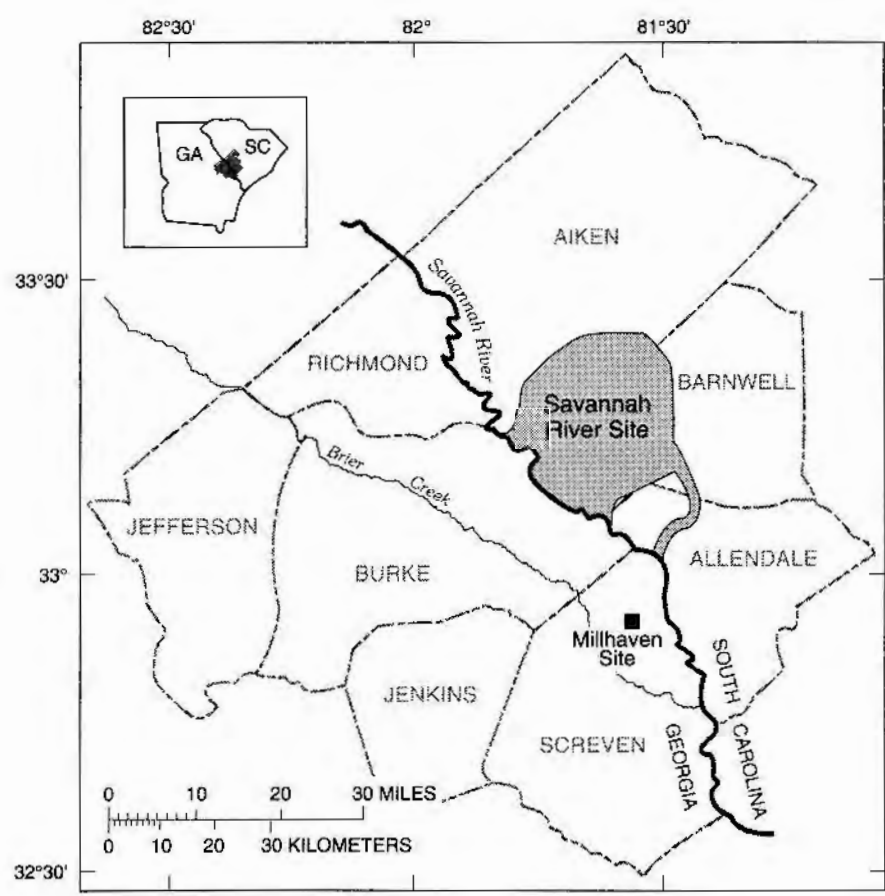 82°30'
82°
81°30'
GA
SC
AIKEN
33°30'
Savannah River
RICHMOND
BARNWELL
Savannah
River Site
Brier
Creek
JEFFERSON
ALLENDALE
BURKE
33°
Millhaven
Site
SOUTH
CAROLINA
JENKINS
GEORGIA
SCREVEN
0 10 20 30 MILES
0 10 20 30 KILOMETERS
32°30'